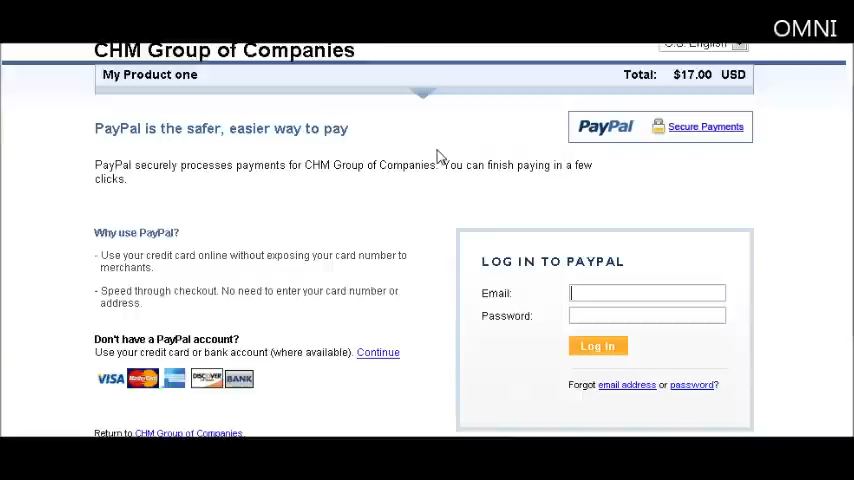 OMNI
CHM Group of Companies
U.S. English
My Product one
Total: $17.00 USD
PayPal is the safer, easier way to pay
PayPal Secure Payments
PayPal securely processes payments for CHM Group of Companies. You can finish paying in a few
clicks.
Why use PayPal?
- Use your credit card online without exposing your card number to
merchants.
- Speed through checkout. No need to enter your card number or
address.
Don't have a PayPal account?
Use your credit card or bank account (where available). Continue
VISA MasterCard DISCOVER BANK
Return to CHM Group of Companies.
LOG IN TO PAYPAL
Email:
Password:
Log In
Forgot email address or password?